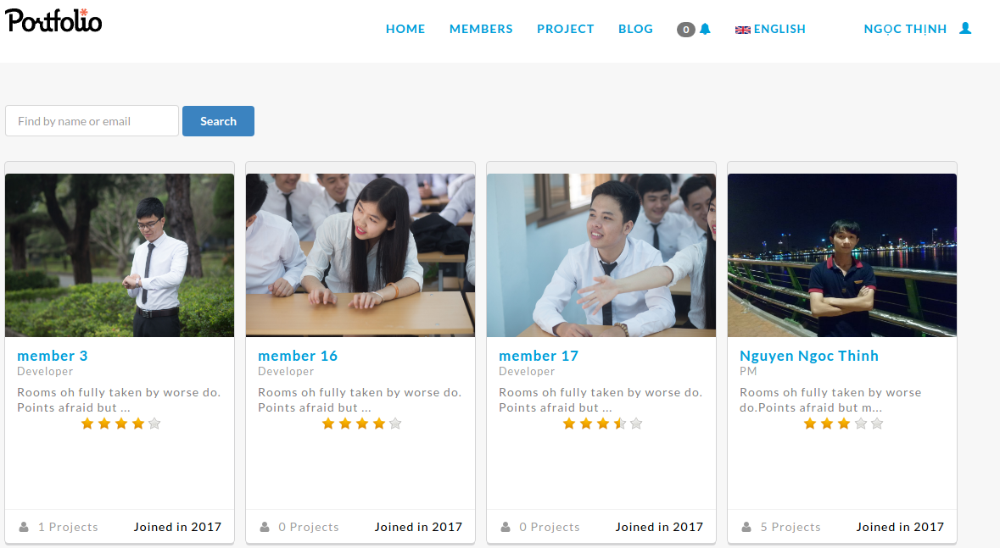 Portfolio
HOME MEMBERS PROJECT BLOG 0 ENGLISH NGỌC THỊNH
Find by name or email Search
member 3
Developer
Rooms oh fully taken by worse do.
Points afraid but ...
1 Projects Joined in 2017
member 16
Developer
Rooms oh fully taken by worse do.
Points afraid but ...
0 Projects Joined in 2017
member 17
Developer
Rooms oh fully taken by worse do.
Points afraid but ...
0 Projects Joined in 2017
Nguyen Ngoc Thinh
PM
Rooms oh fully taken by worse
do.Points afraid but m...
5 Projects Joined in 2017